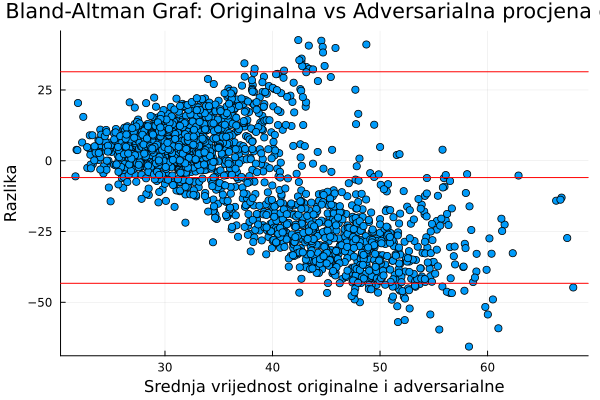 Bland-Altman Graf: Originalna vs Adversarialna procjena
25
0
−25
−50
Razlika
30
40
50
60
Srednja vrijednost originalne i adversarialne